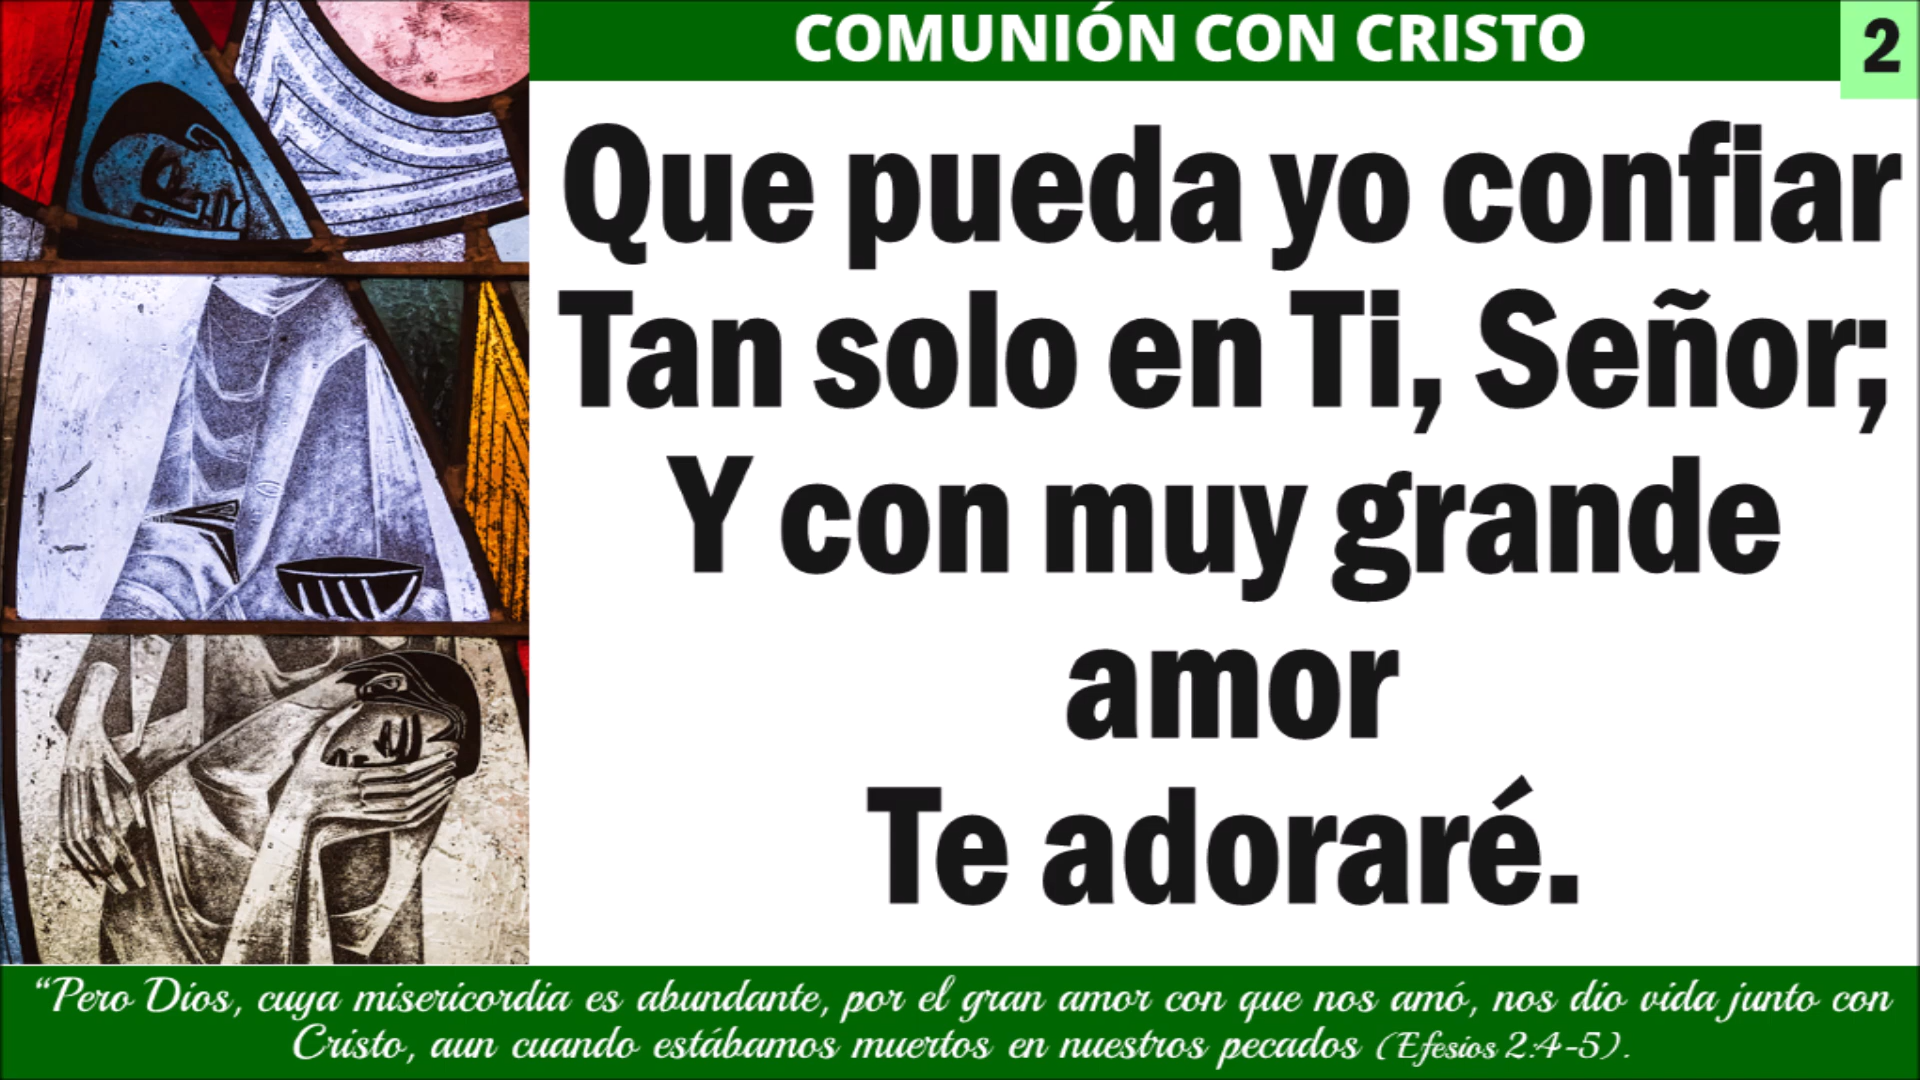 COMUNIÓN CON CRISTO
2
Que pueda yo confiar
Tan solo en Ti, Señor;
Y con muy grande
amor
Te adoraré.
“Pero Dios, cuya misericordia es abundante, por el gran amor con que nos amó, nos dio vida junto con
Cristo, aun cuando estábamos muertos en nuestros pecados (Efesios 2:4-5).